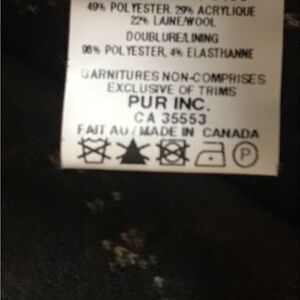 49% POLYESTER, 29% ACRYLIQUE
22% LAINE/WOOL
DOUBLURE/LINING
96% POLYESTER, 4% ELASTHANNE
GARNITURES NON-COMPRISES
EXCLUSIVE OF TRIMS
PUR INC.
CA 35553
FAIT AU / MADE IN CANADA
P